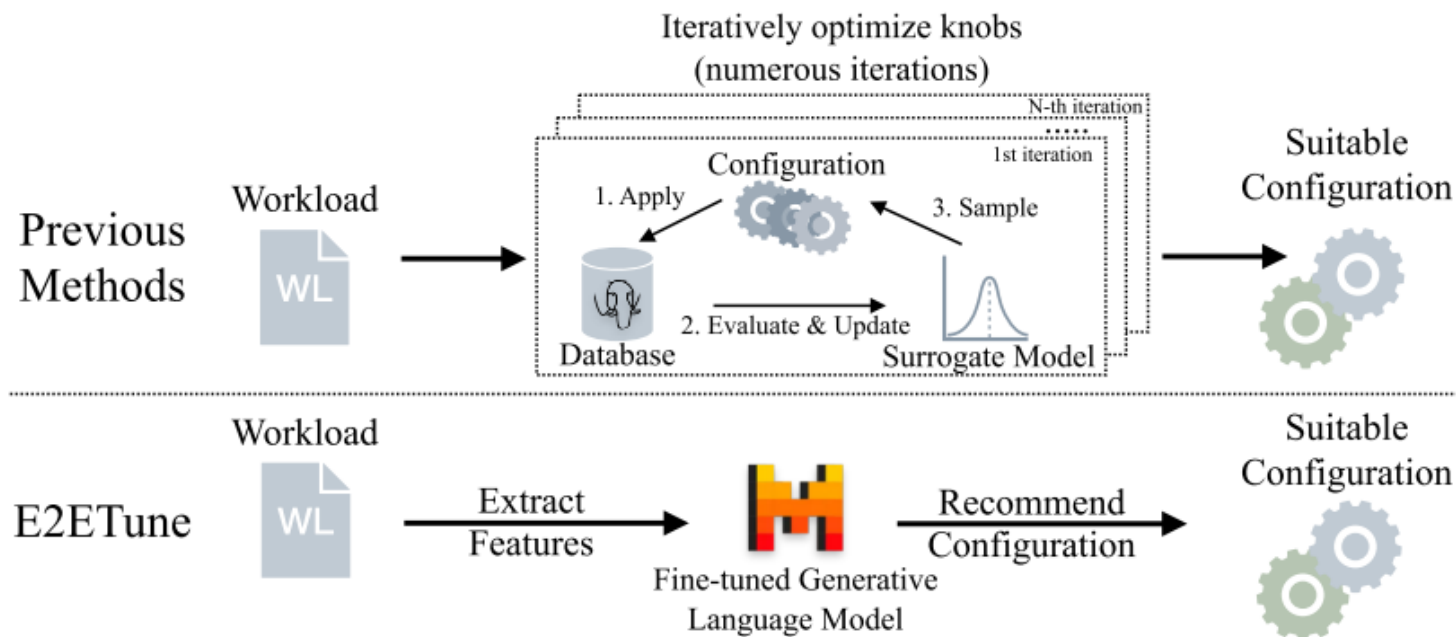 Iteratively optimize knobs
(numerous iterations)
N-th iteration
.....
1st iteration
Previous
Methods
Workload
WL
Configuration
1. Apply
3. Sample
2. Evaluate & Update
Database
Surrogate Model
Suitable
Configuration
E2ETune
Workload
WL
Extract
Features
Fine-tuned Generative
Language Model
Recommend
Configuration
Suitable
Configuration